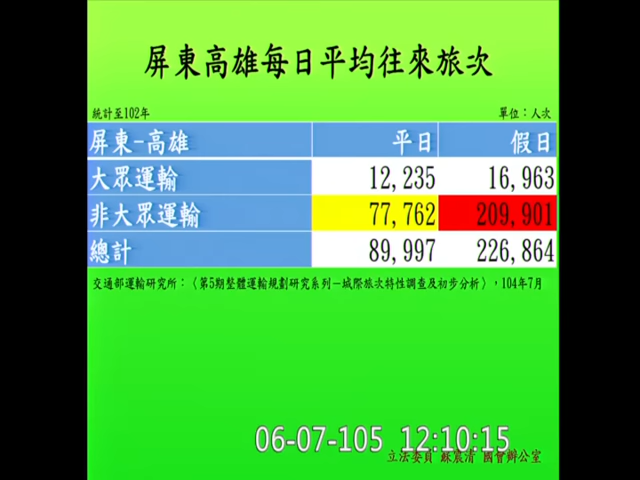 屏東高雄每日平均往來旅次
統計至102年 單位：人次
屏東-高雄 平日 假日
大眾運輸 12,235 16,963
非大眾運輸 77,762 209,901
總計 89,997 226,864
交通部運輸研究所：〈第5期整體運輸規劃研究系列－城際旅次特性調查及初步分析〉，104年7月
06-07-105 12:10:15
立法委員 蘇震清 國會辦公室